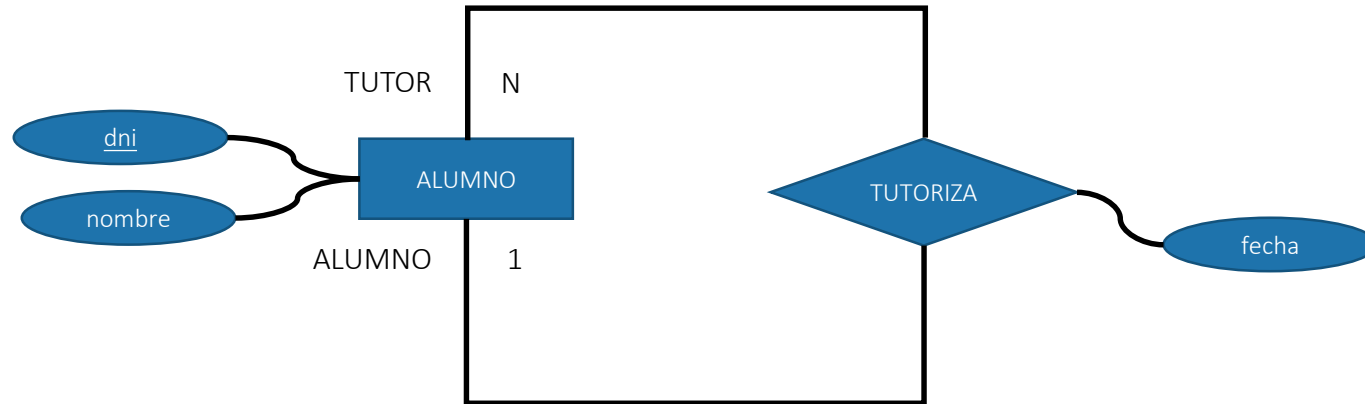 TUTOR
N
dni
ALUMNO
TUTORIZA
nombre
fecha
ALUMNO
1